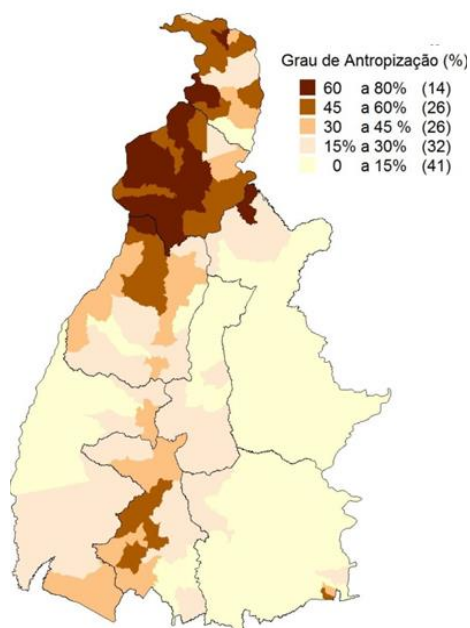 Grau de Antropização (%)
60 a 80% (14)
45 a 60% (26)
30 a 45 % (26)
15% a 30% (32)
0 a 15% (41)